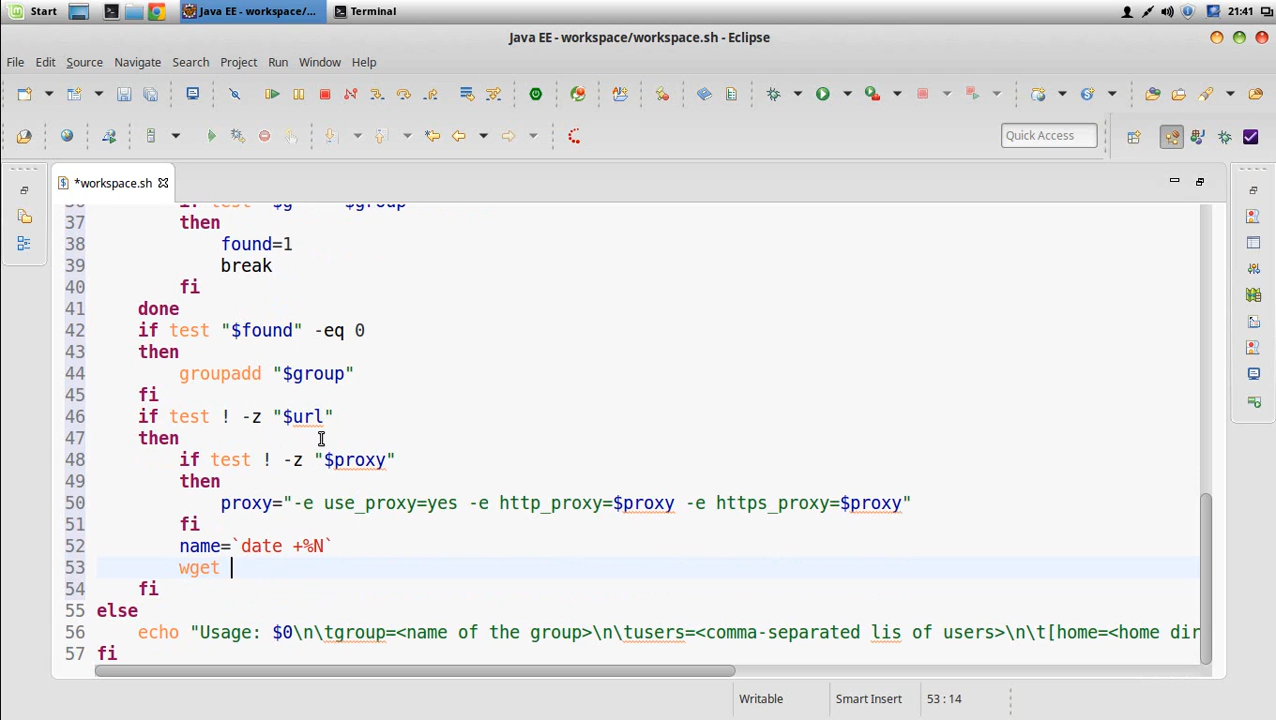 Start
Java EE - workspace/...
Terminal
21:41
Java EE - workspace/workspace.sh - Eclipse
File Edit Source Navigate Search Project Run Window Help
Quick Access
*workspace.sh
36 if test "$g" "$group"
37 then
38 found=1
39 break
40 fi
41 done
42 if test "$found" -eq 0
43 then
44 groupadd "$group"
45 fi
46 if test ! -z "$url"
47 then
48 if test ! -z "$proxy"
49 then
50 proxy="-e use_proxy=yes -e http_proxy=$proxy -e https_proxy=$proxy"
51 fi
52 name=`date +%N`
53 wget
54 fi
55 else
56 echo "Usage: $0\n\tgroup=<name of the group>\n\tusers=<comma-separated lis of users>\n\t[home=<home dir
57 fi
Writable
Smart Insert
53 : 14